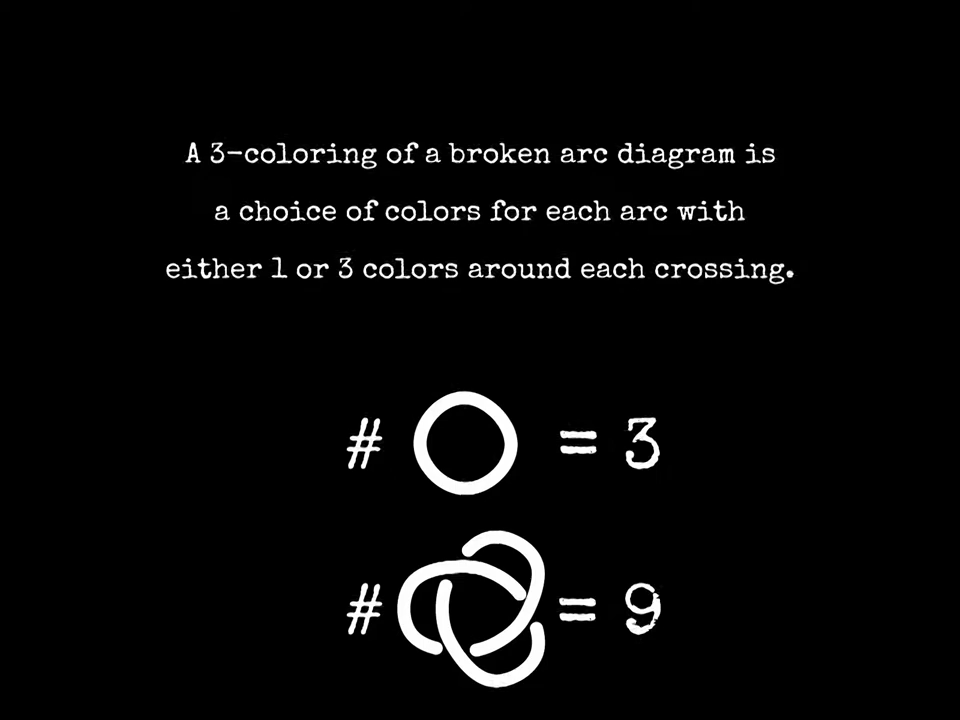 A 3-coloring of a broken arc diagram is
a choice of colors for each arc with
either 1 or 3 colors around each crossing.
# = 3
# = 9